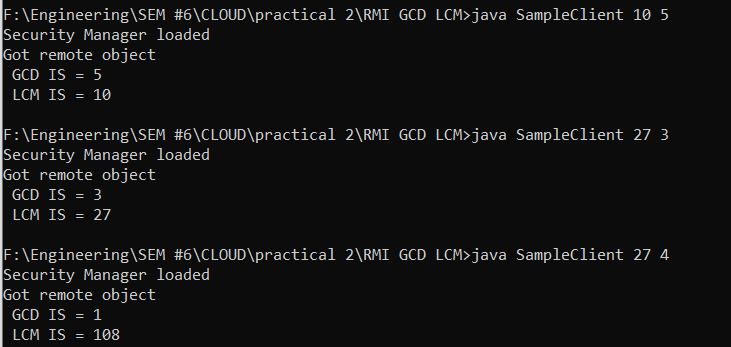 F:\Engineering\SEM #6\CLOUD\practical 2\RMI GCD LCM>java SampleClient 10 5
Security Manager loaded
Got remote object
 GCD IS = 5
 LCM IS = 10
F:\Engineering\SEM #6\CLOUD\practical 2\RMI GCD LCM>java SampleClient 27 3
Security Manager loaded
Got remote object
 GCD IS = 3
 LCM IS = 27
F:\Engineering\SEM #6\CLOUD\practical 2\RMI GCD LCM>java SampleClient 27 4
Security Manager loaded
Got remote object
 GCD IS = 1
 LCM IS = 108